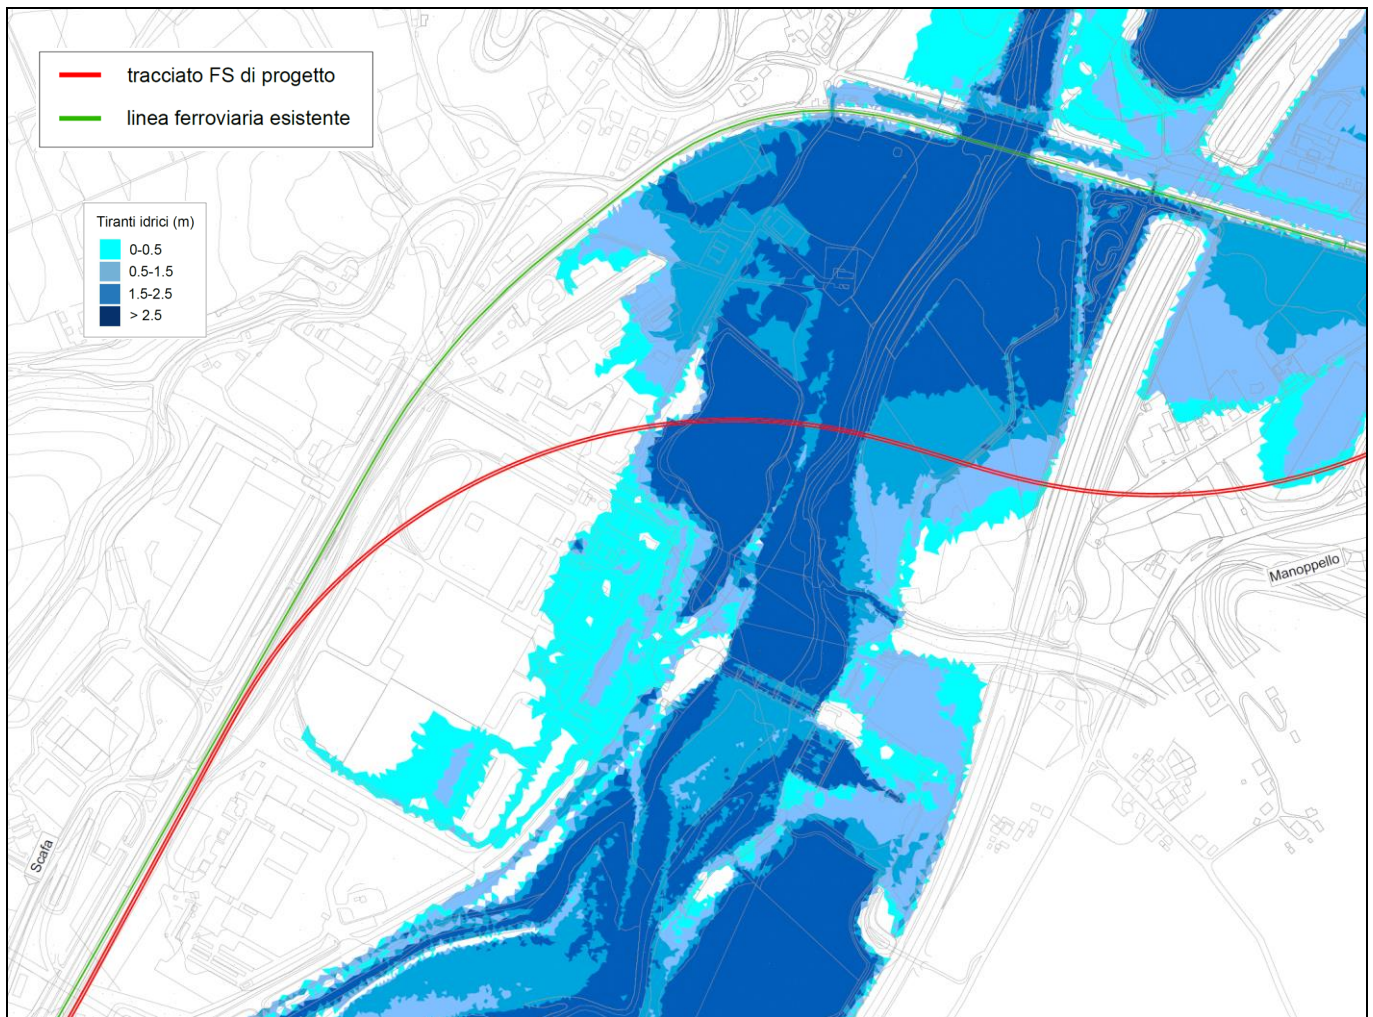 tracciato FS di progetto
linea ferroviaria esistente
Tiranti idrici (m)
0-0.5
0.5-1.5
1.5-2.5
> 2.5
Manoppello
Scafa